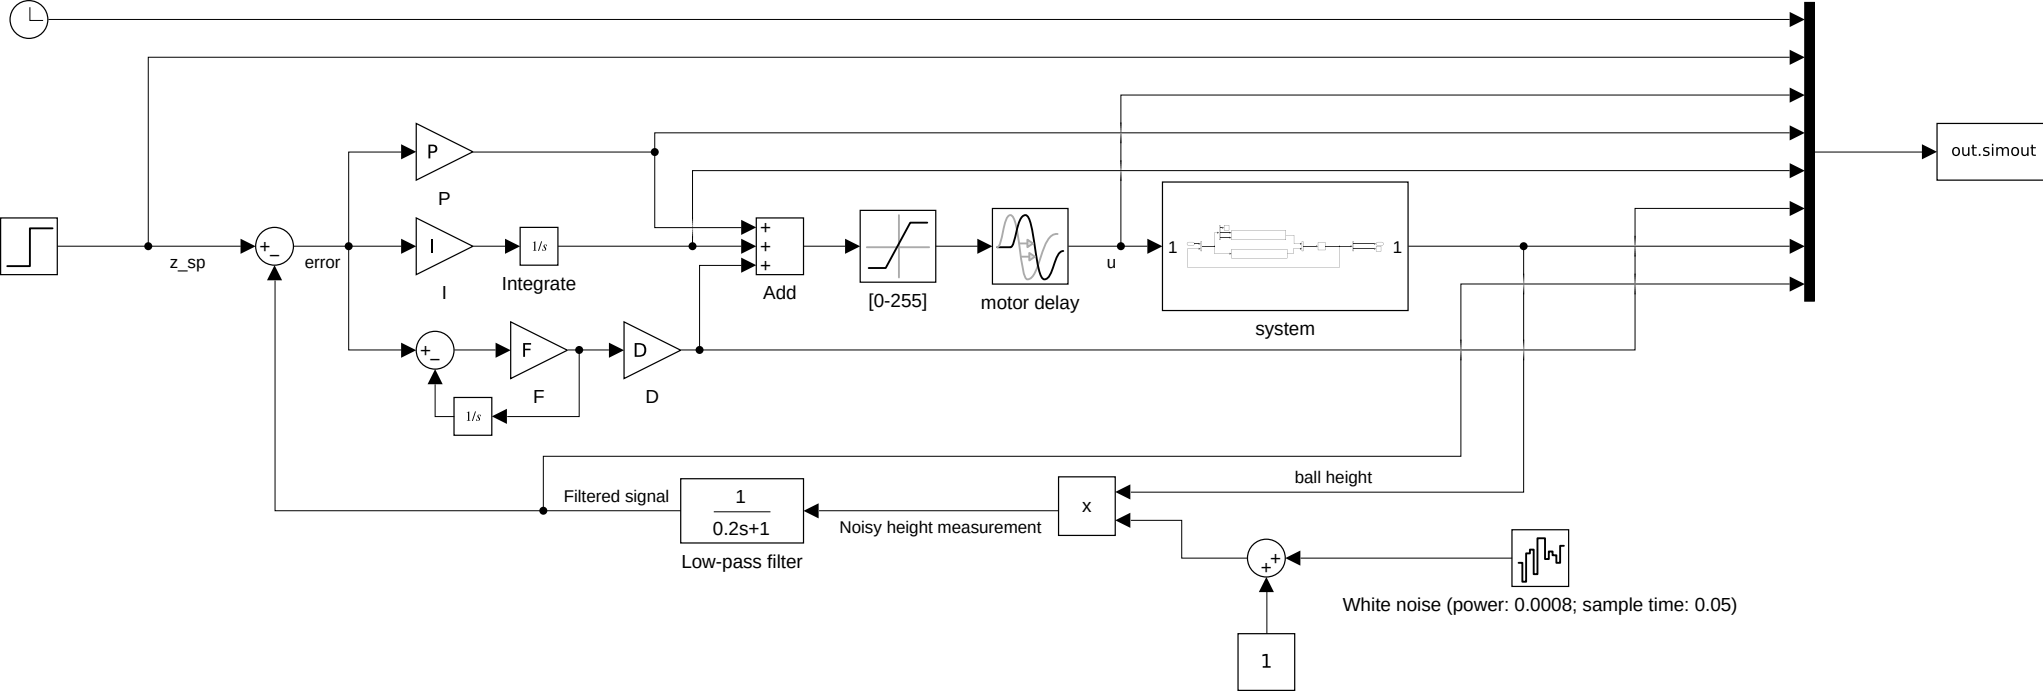 P
out.simout
P
+
_
z_sp
error
I
1/s
+
+
+
1
1
u
Integrate
I
Add
[0-255]
motor delay
system
+
_
F
D
F
D
1/s
ball height
Filtered signal
1
0.2s+1
Noisy height measurement
x
Low-pass filter
+
+
White noise (power: 0.0008; sample time: 0.05)
1